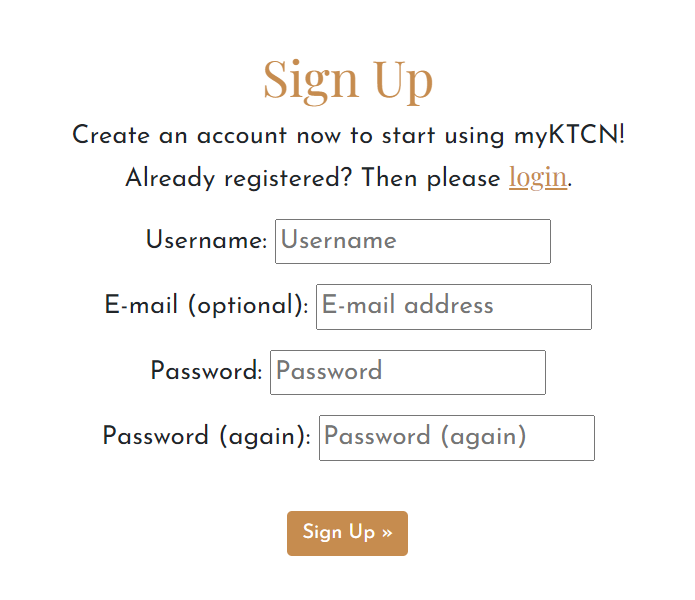 Sign Up
Create an account now to start using myKTCN!
Already registered? Then please login.
Username: Username
E-mail (optional): E-mail address
Password: Password
Password (again): Password (again)
Sign Up »